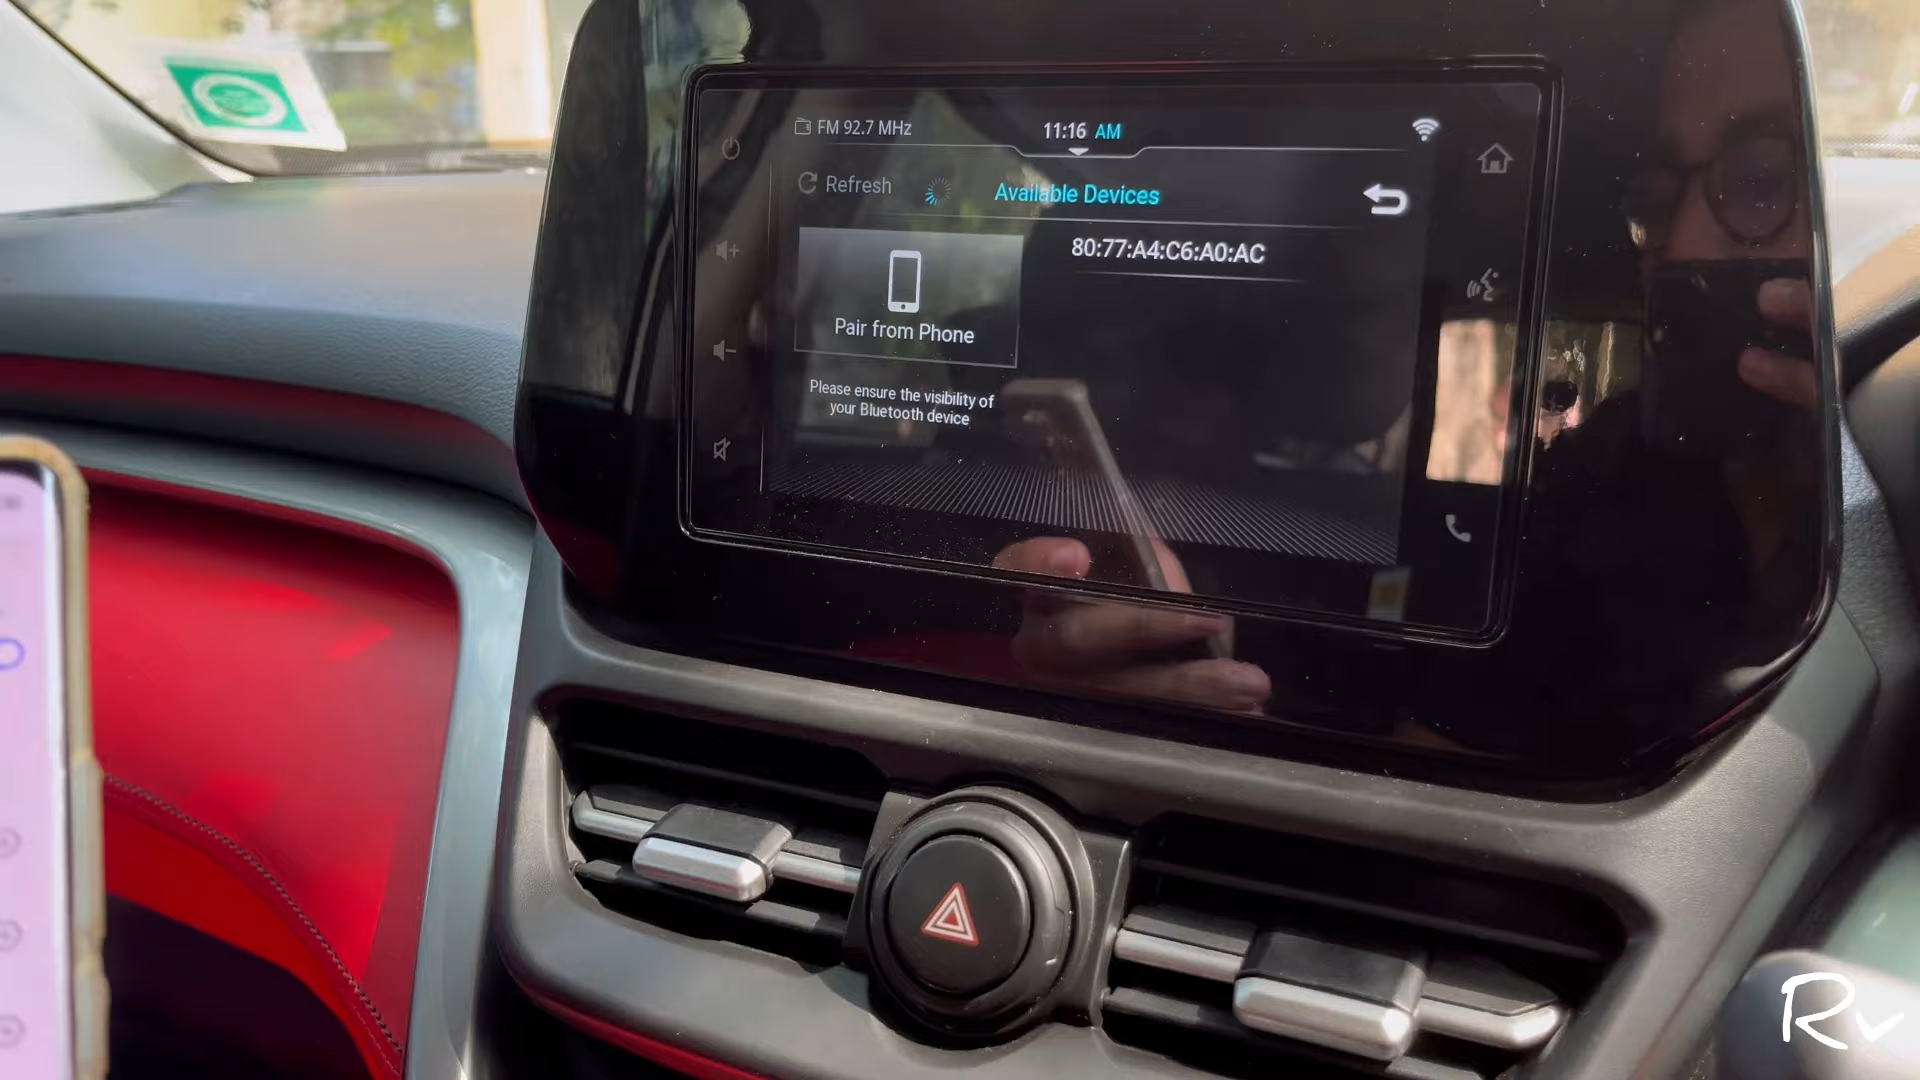 FM 92.7 MHz
11:16 AM
Refresh
Available Devices
80:77:A4:C6:A0:AC
Pair from Phone
Please ensure the visibility of
your Bluetooth device
Rv